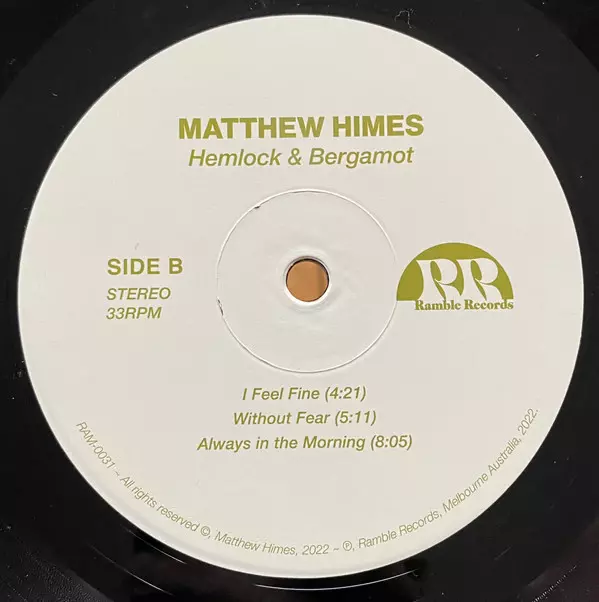 MATTHEW HIMES
Hemlock & Bergamot
SIDE B
STEREO
33RPM
RR
Ramble Records
I Feel Fine (4:21)
Without Fear (5:11)
Always in the Morning (8:05)
RAM-0031 ~ All rights reserved ©, Matthew Himes, 2022 ~ ℗, Ramble Records, Melbourne Australia, 2022.